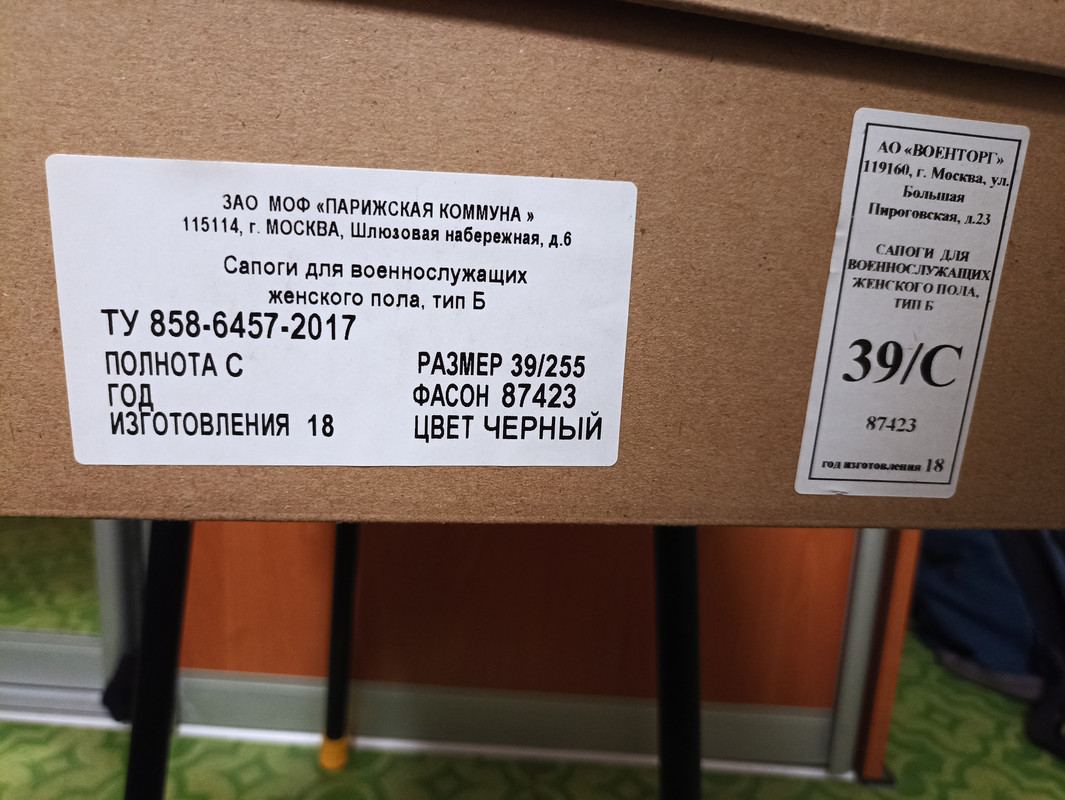 ЗАО МОФ «ПАРИЖСКАЯ КОММУНА »
115114, г. МОСКВА, Шлюзовая набережная, д.6
Сапоги для военнослужащих
женского пола, тип Б
ТУ 858-6457-2017
ПОЛНОТА С
РАЗМЕР 39/255
ГОД
ФАСОН 87423
ИЗГОТОВЛЕНИЯ 18
ЦВЕТ ЧЕРНЫЙ
АО «ВОЕНТОРГ»
119160, г. Москва, ул.
Большая
Пироговская, д.23
САПОГИ ДЛЯ
ВОЕННОСЛУЖАЩИХ
ЖЕНСКОГО ПОЛА,
ТИП Б
39/С
87423
год изготовления 18